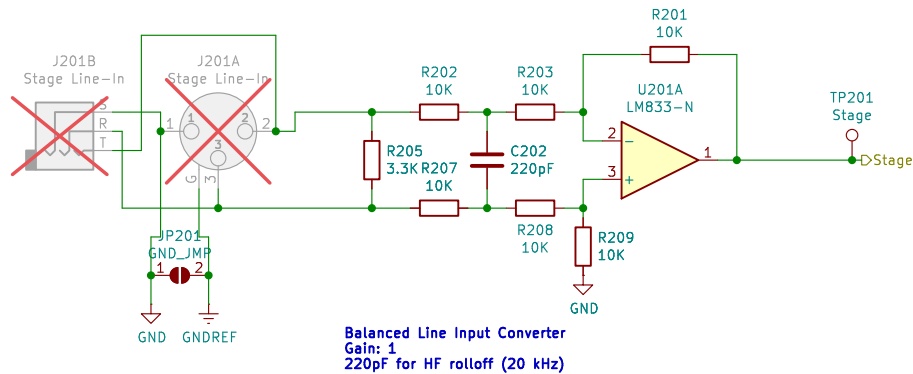 R201
10K
J201B
Stage Line-In
J201A
Stage Line-In
R202
10K
R203
10K
U201A
LM833-N
TP201
Stage
S
R
T
1
1
2
2
3
G
3
R205
3.3K
C202
220pF
R207
10K
2
-
3
+
1
Stage
R208
10K
R209
10K
JP201
GND_JMP
1
2
GND
GNDREF
GND
Balanced Line Input Converter
Gain: 1
220pF for HF rolloff (20 kHz)